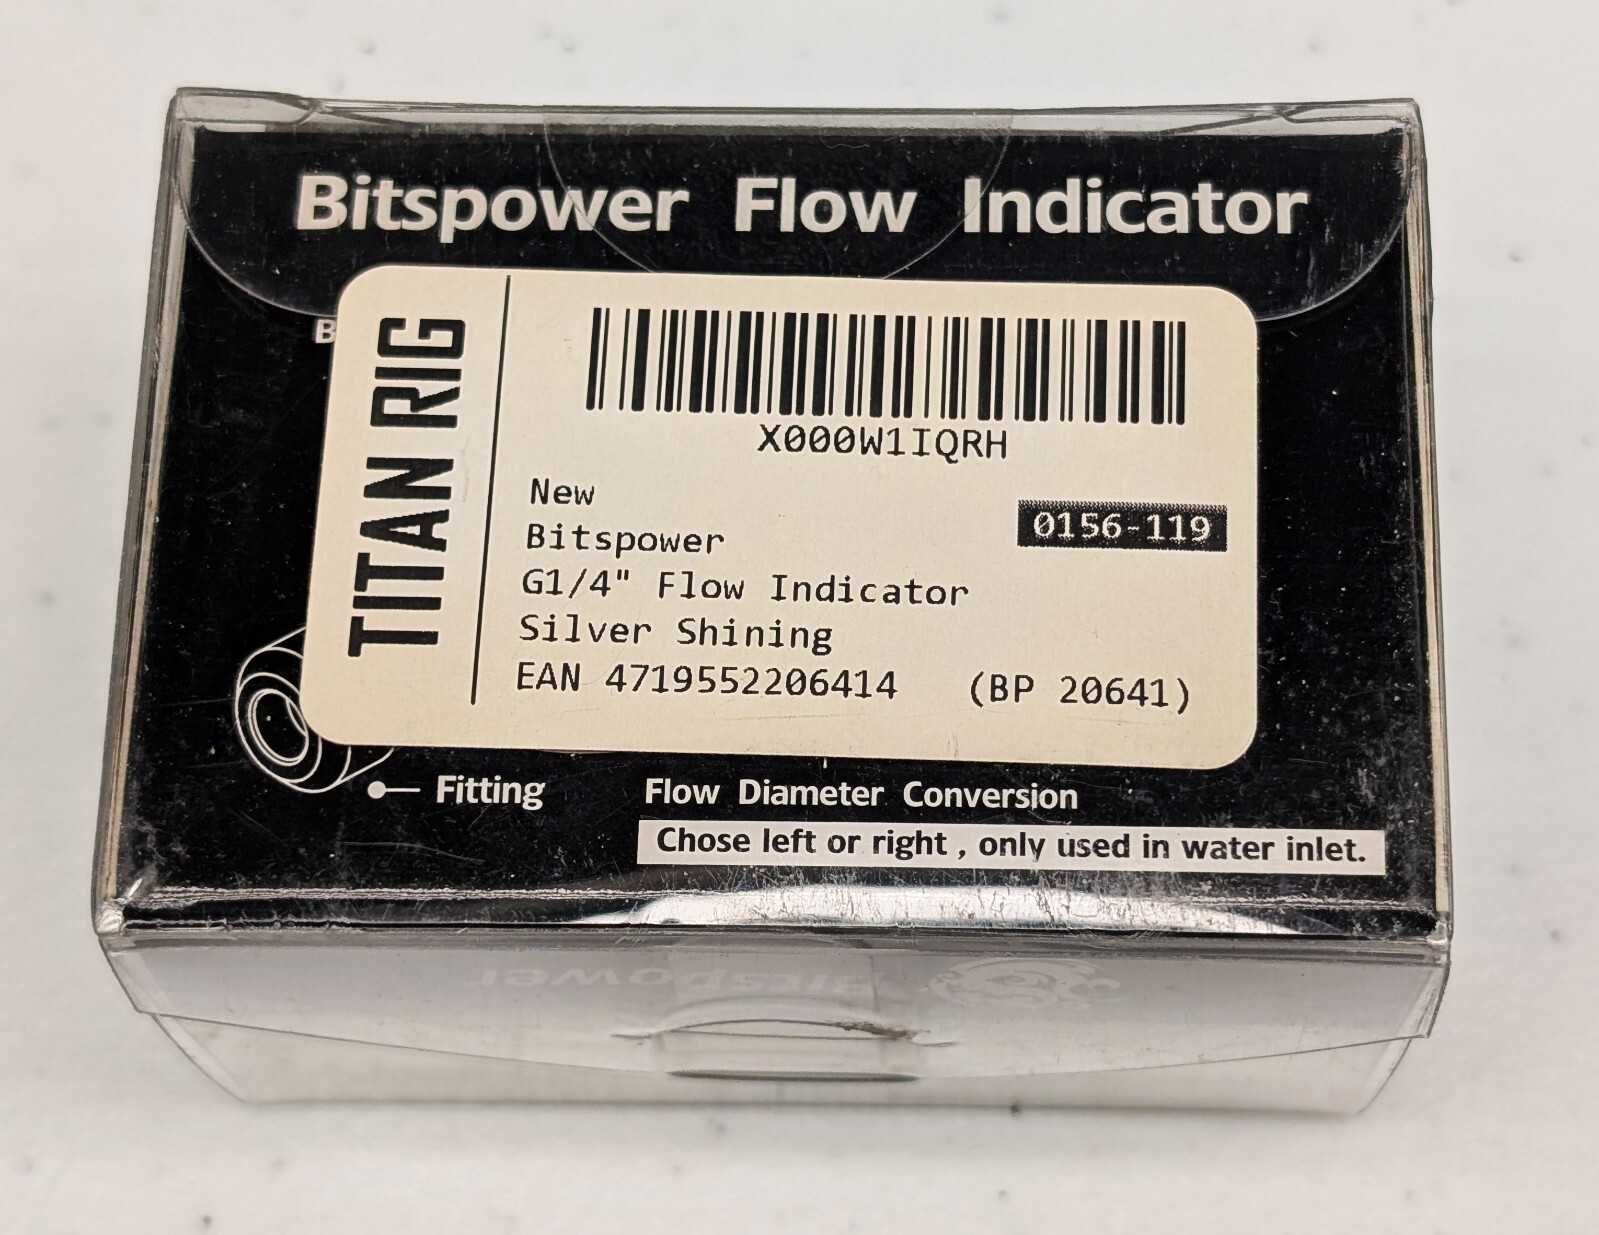 Bitspower Flow Indicator
B
TITAN RIG
X000W1IQRH
New
0156-119
Bitspower
G1/4" Flow Indicator
Silver Shining
EAN 4719552206414 (BP 20641)
Fitting
Flow Diameter Conversion
Chose left or right , only used in water inlet.
Bitspower